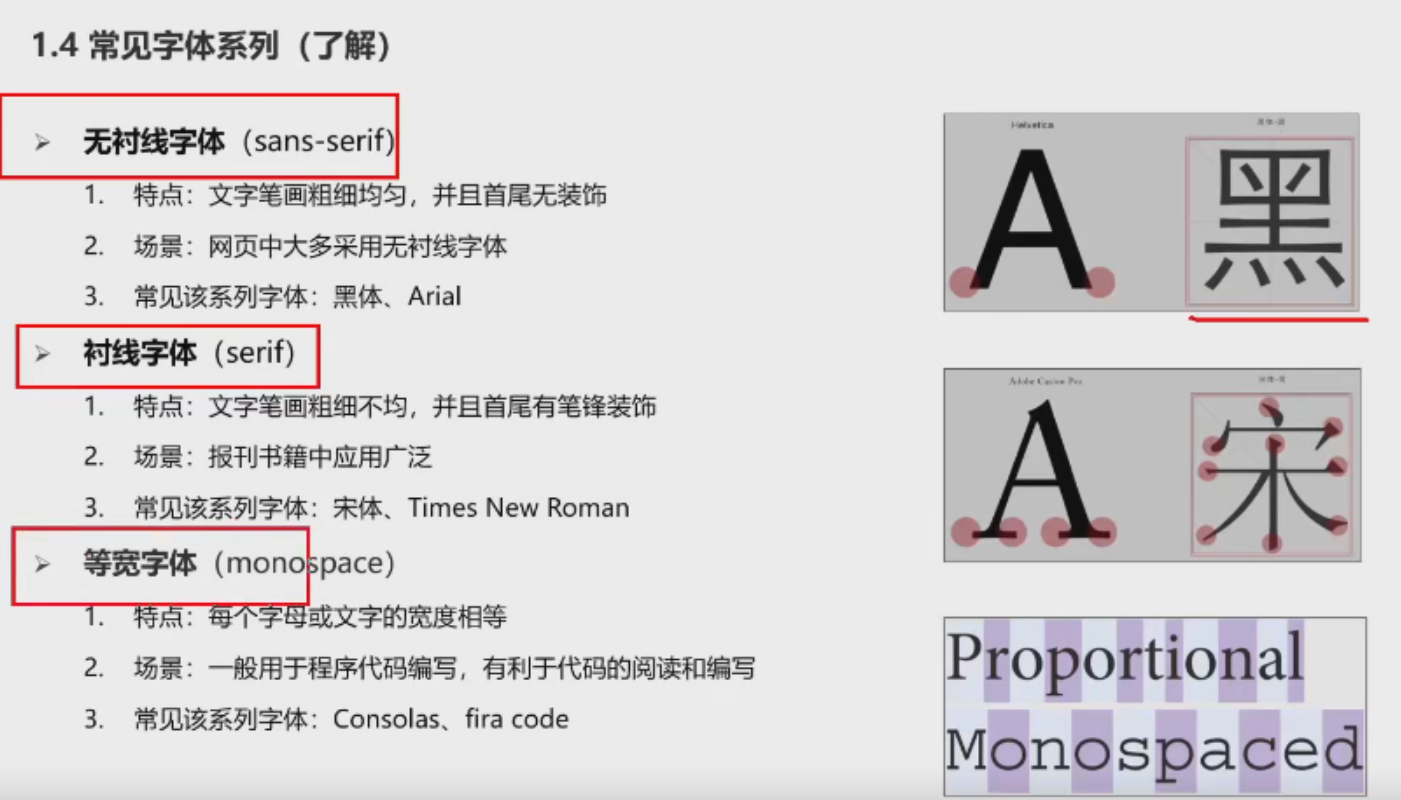 1.4 常见字体系列（了解）
➢ 无衬线字体（sans-serif）
1. 特点：文字笔画粗细均匀，并且首尾无装饰
2. 场景：网页中大多采用无衬线字体
3. 常见该系列字体：黑体、Arial
➢ 衬线字体（serif）
1. 特点：文字笔画粗细不均，并且首尾有笔锋装饰
2. 场景：报刊书籍中应用广泛
3. 常见该系列字体：宋体、Times New Roman
➢ 等宽字体（monospace）
1. 特点：每个字母或文字的宽度相等
2. 场景：一般用于程序代码编写，有利于代码的阅读和编写
3. 常见该系列字体：Consolas、fira code
Helvetica
A 黑
Adobe Caslon Pro
A 宋
Proportional
Monospaced